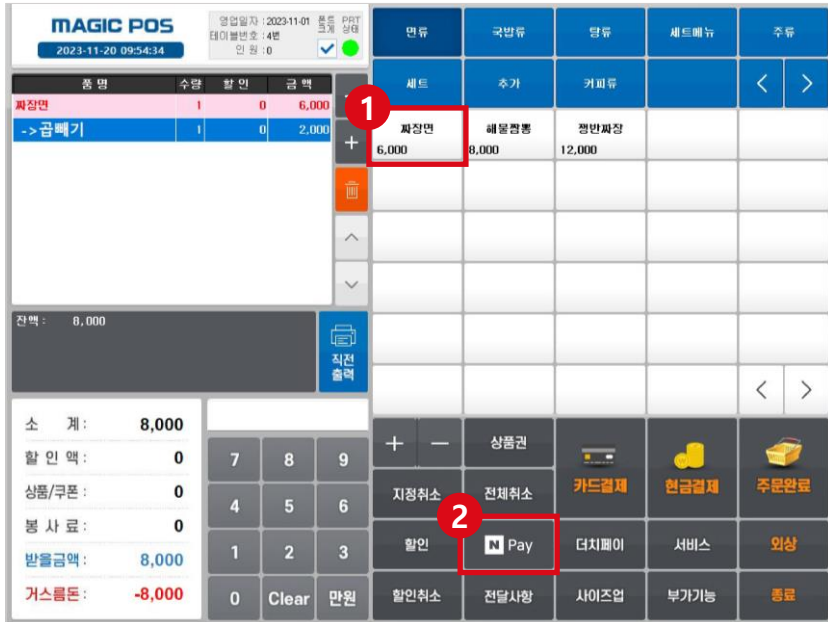 MAGIC POS
2023-11-20 09:54:34
영업일자 : 2023-11-01
테이블번호 : 4번
인 원 : 0
폰트 크게
PRT 상태
품 명 수량 할 인 금 액
짜장면 1 0 6,000
->곱빼기 1 0 2,000
+
잔액 : 8,000
직전
출력
소 계 : 8,000
할 인 액 : 0
상품/쿠폰 : 0
봉 사 료 : 0
받을금액 : 8,000
거스름돈 : -8,000
7 8 9
4 5 6
1 2 3
0 Clear 만원
면류 국밥류 탕류 세트메뉴 주류
세트 추가 커피류 < >
1
짜장면 해물짬뽕 쟁반짜장
6,000 8,000 12,000
< >
+ - 상품권 카드결제 현금결제 주문완료
지정취소 전체취소
2
할인 N Pay 더치페이 서비스 외상
할인취소 전달사항 사이즈업 부가기능 종료